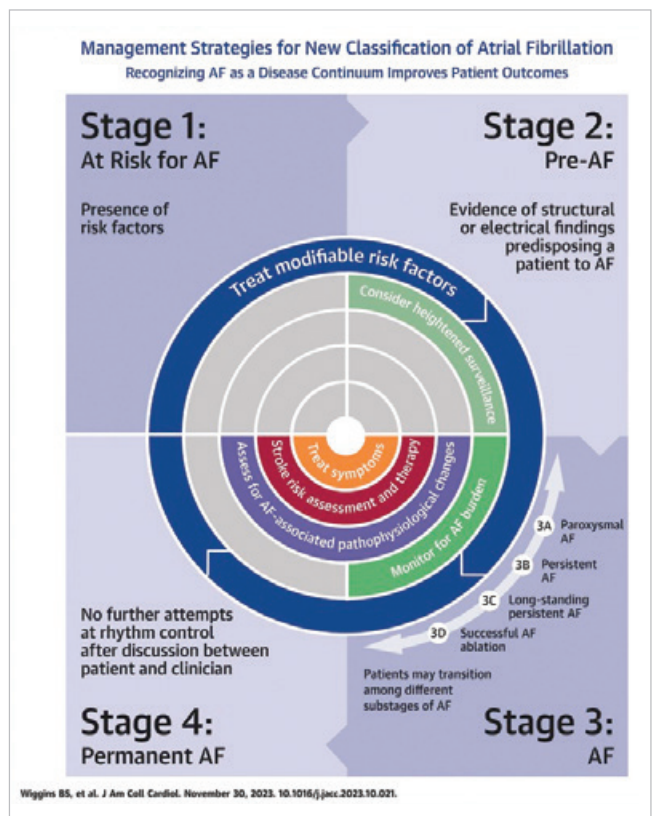 Management Strategies for New Classification of Atrial Fibrillation
Recognizing AF as a Disease Continuum Improves Patient Outcomes
Stage 1:
At Risk for AF
Presence of
risk factors
Stage 2:
Pre-AF
Evidence of structural
or electrical findings
predisposing a
patient to AF
Treat modifiable risk factors
Consider heightened surveillance
Treat symptoms
Stroke risk assessment and therapy
Assess for AF-associated pathophysiological changes
Monitor for AF burden
3A Paroxysmal
AF
3B Persistent
AF
3C Long-standing
persistent AF
3D Successful AF
ablation
Patients may transition
among different
substages of AF
Stage 3:
AF
No further attempts
at rhythm control
after discussion between
patient and clinician
Stage 4:
Permanent AF
Wiggins BS, et al. J Am Coll Cardiol. November 30, 2023. 10.1016/j.jacc.2023.10.021.